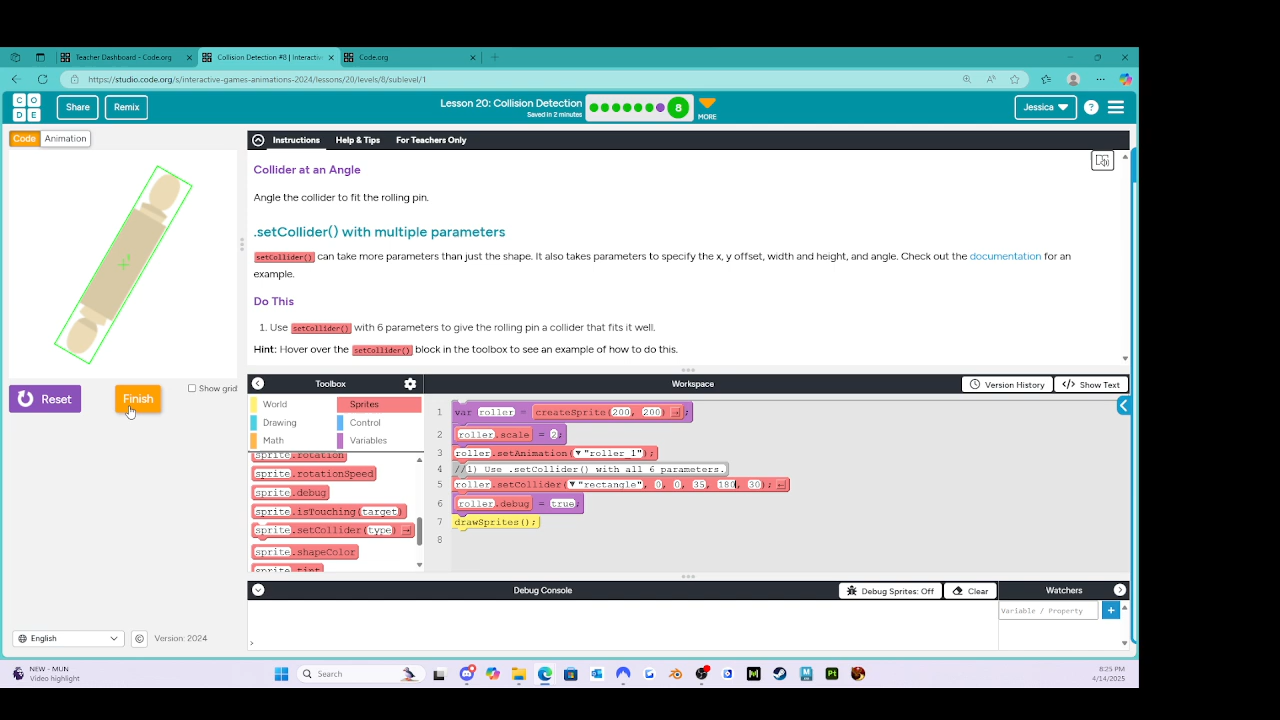 Teacher Dashboard - Code.org
Collision Detection #8 | Interactiv
Code.org
https://studio.code.org/s/interactive-games-animations-2024/lessons/20/levels/8/sublevel/1
C O D E
Share
Remix
Lesson 20: Collision Detection
Saved in 2 minutes
8
MORE
Jessica
?
Code
Animation
Instructions
Help & Tips
For Teachers Only
Collider at an Angle
Angle the collider to fit the rolling pin.
.setCollider() with multiple parameters
setCollider() can take more parameters than just the shape. It also takes parameters to specify the x, y offset, width and height, and angle. Check out the documentation for an
example.
Do This
1. Use setCollider() with 6 parameters to give the rolling pin a collider that fits it well.
Hint: Hover over the setCollider() block in the toolbox to see an example of how to do this.
Reset
Finish
Show grid
Toolbox
Workspace
Version History
</> Show Text
World
Sprites
Drawing
Control
Math
Variables
sprite.rotation
sprite.rotationSpeed
sprite.debug
sprite.isTouching(target)
sprite.setCollider(type)
sprite.shapeColor
sprite.tint
1 var roller = createSprite(200, 200);
2 roller.scale = 2;
3 roller.setAnimation("roller_1");
4 //1) Use .setCollider() with all 6 parameters.
5 roller.setCollider("rectangle", 0, 0, 35, 180, 30);
6 roller.debug = true;
7 drawSprites();
8
Debug Console
Debug Sprites: Off
Clear
Watchers
Variable / Property
+
>
English
Version: 2024
NEW - MUN
Video highlight
Search
8:25 PM
4/14/2025